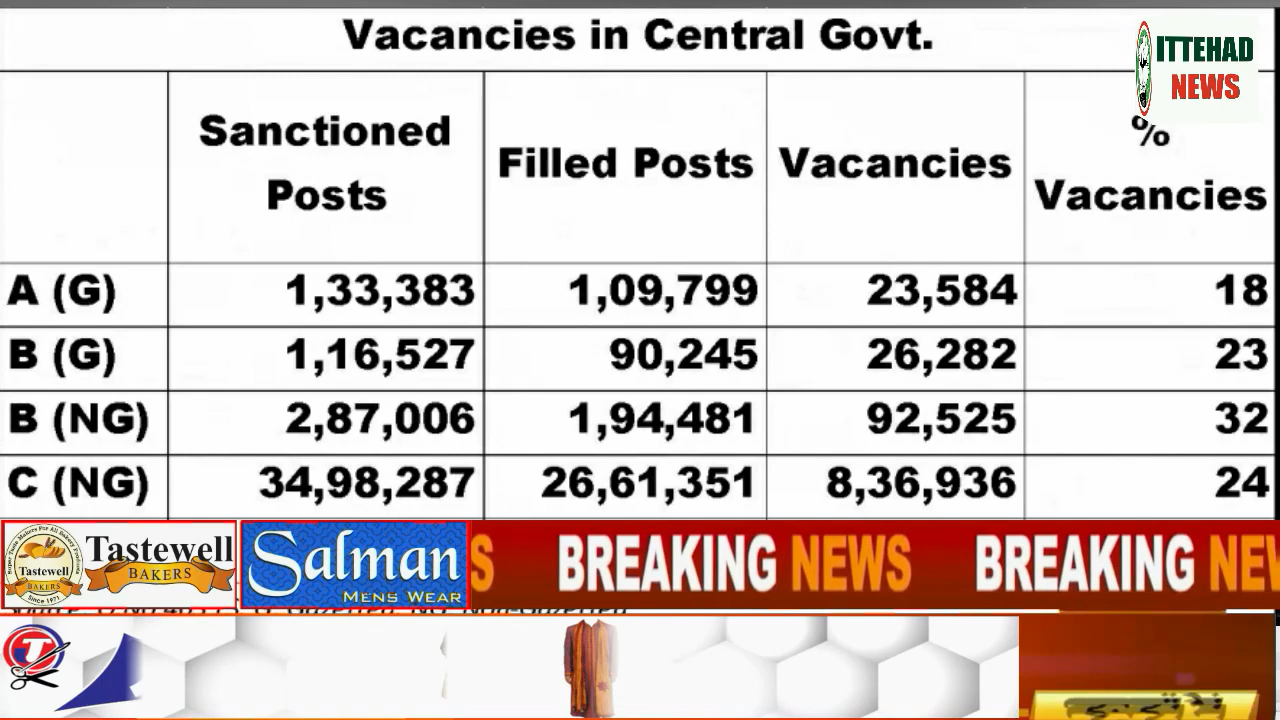 Vacancies in Central Govt.
ITTEHAD
NEWS
Sanctioned Posts
Filled Posts
Vacancies
% Vacancies
A (G) 1,33,383 1,09,799 23,584 18
B (G) 1,16,527 90,245 26,282 23
B (NG) 2,87,006 1,94,481 92,525 32
C (NG) 34,98,287 26,61,351 8,36,936 24
Tastewell
BAKERS
Since 1971
Tastewell
BAKERS
Salman
MENS WEAR
S BREAKING NEWS BREAKING NEW
T